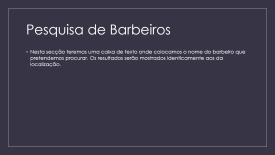 Pesquisa de Barbeiros
• Nesta secção teremos uma caixa de texto onde colocamos o nome do barbeiro que
pretendemos procurar. Os resultados serão mostrados identicamente aos da
localização.